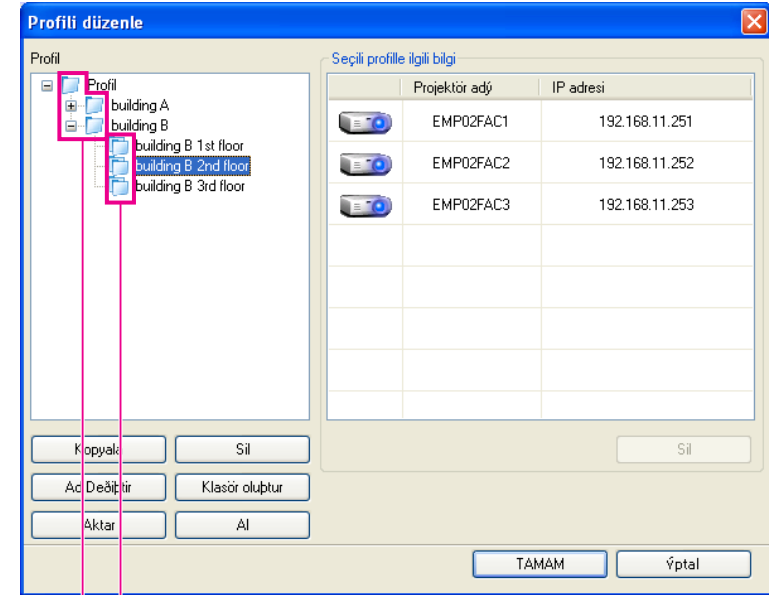 Profili düzenle
Profil
Profil
building A
building B
building B 1st floor
building B 2nd floor
building B 3rd floor
Kopyala
Sil
Ad Deðiþtir
Klasör oluþtur
Aktar
Al
Seçili profille ilgili bilgi
Projektör adý IP adresi
EMP02FAC1 192.168.11.251
EMP02FAC2 192.168.11.252
EMP02FAC3 192.168.11.253
Sil
TAMAM
ýptal